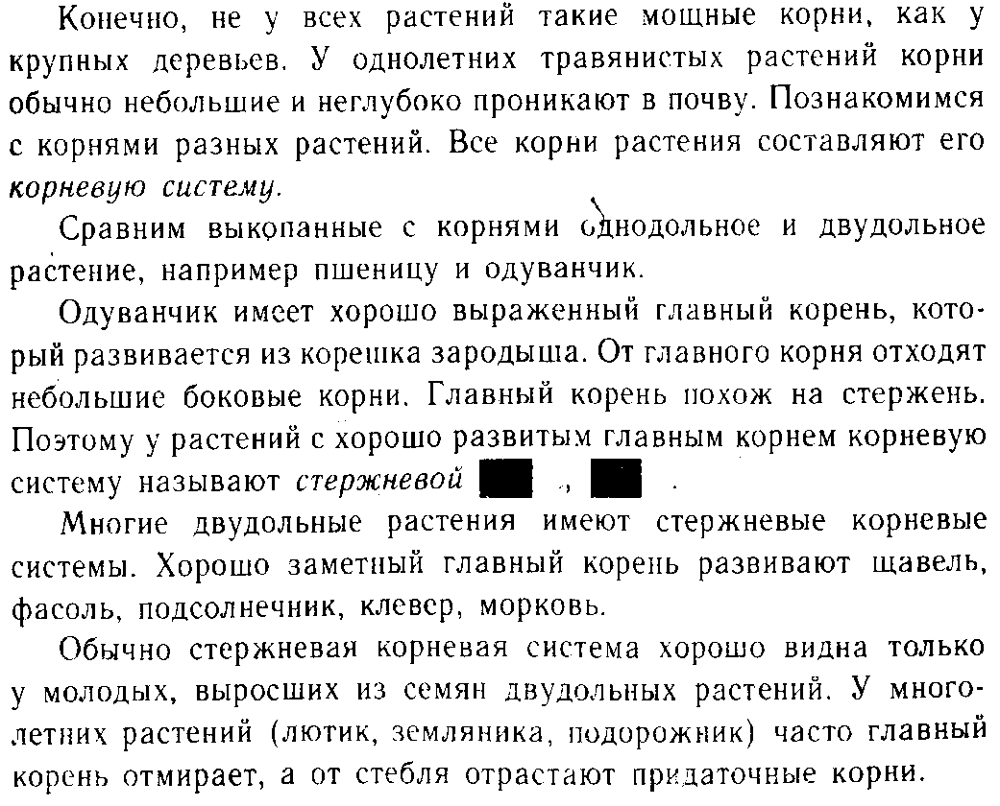 Конечно, не у всех растений такие мощные корни, как у
крупных деревьев. У однолетних травянистых растений корни
обычно небольшие и неглубоко проникают в почву. Познакомимся
с корнями разных растений. Все корни растения составляют его
корневую систему.
Сравним выкопанные с корнями однодольное и двудольное
растение, например пшеницу и одуванчик.
Одуванчик имеет хорошо выраженный главный корень, кото-
рый развивается из корешка зародыша. От главного корня отходят
небольшие боковые корни. Главный корень похож на стержень.
Поэтому у растений с хорошо развитым главным корнем корневую
систему называют стержневой , .
Многие двудольные растения имеют стержневые корневые
системы. Хорошо заметный главный корень развивают щавель,
фасоль, подсолнечник, клевер, морковь.
Обычно стержневая корневая система хорошо видна только
у молодых, выросших из семян двудольных растений. У много-
летних растений (лютик, земляника, подорожник) часто главный
корень отмирает, а от стебля отрастают придаточные корни.